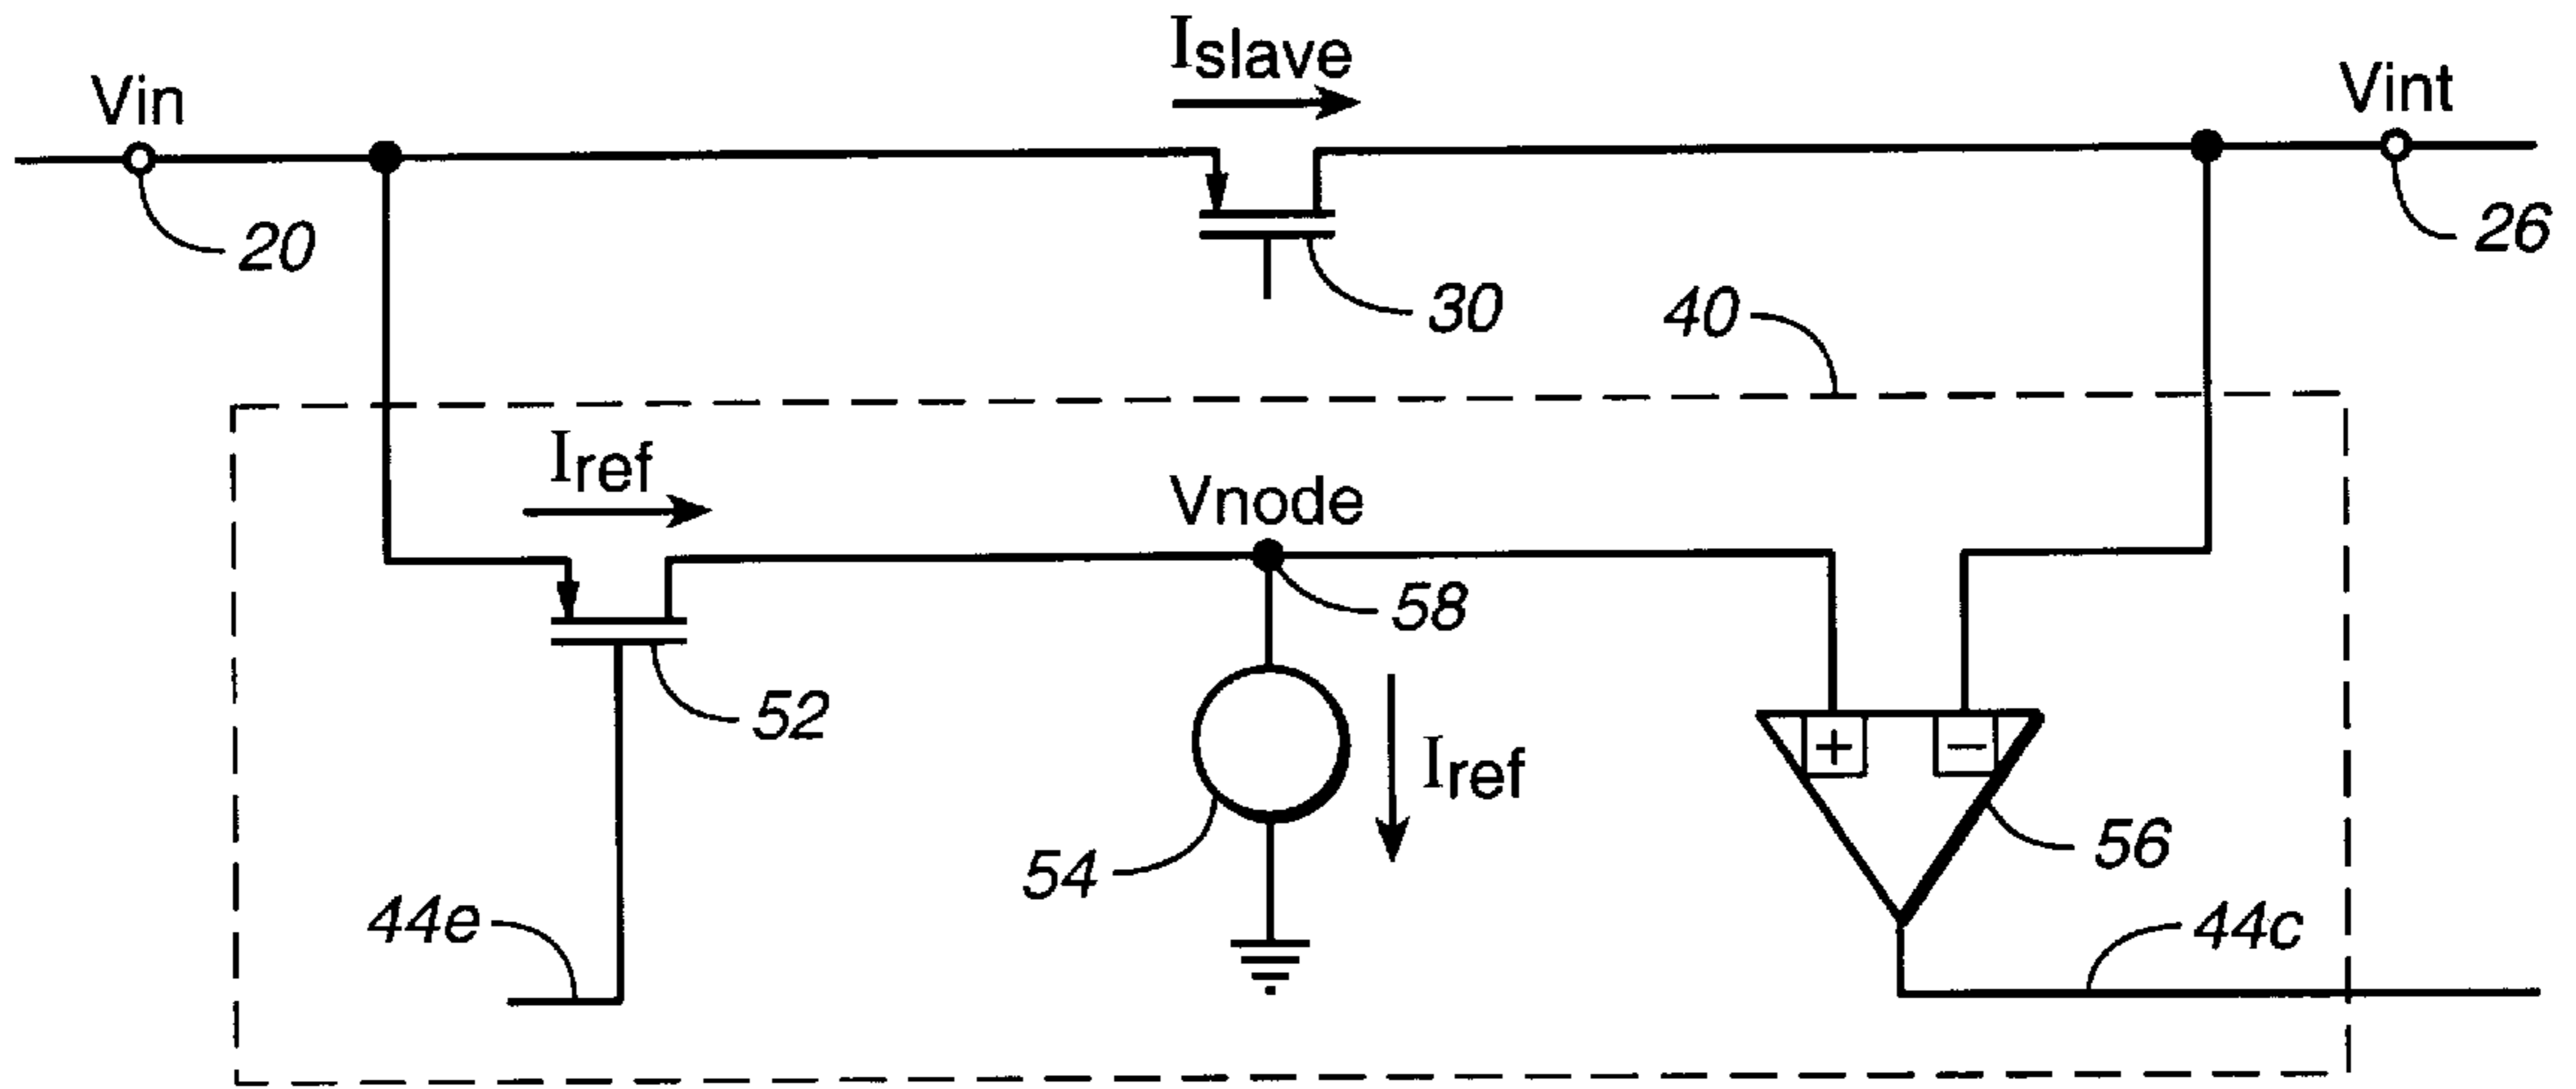 Islave
Vin
Vint
20
26
30
40
Iref
Vnode
58
52
+
−
Iref
54
56
44e
44c